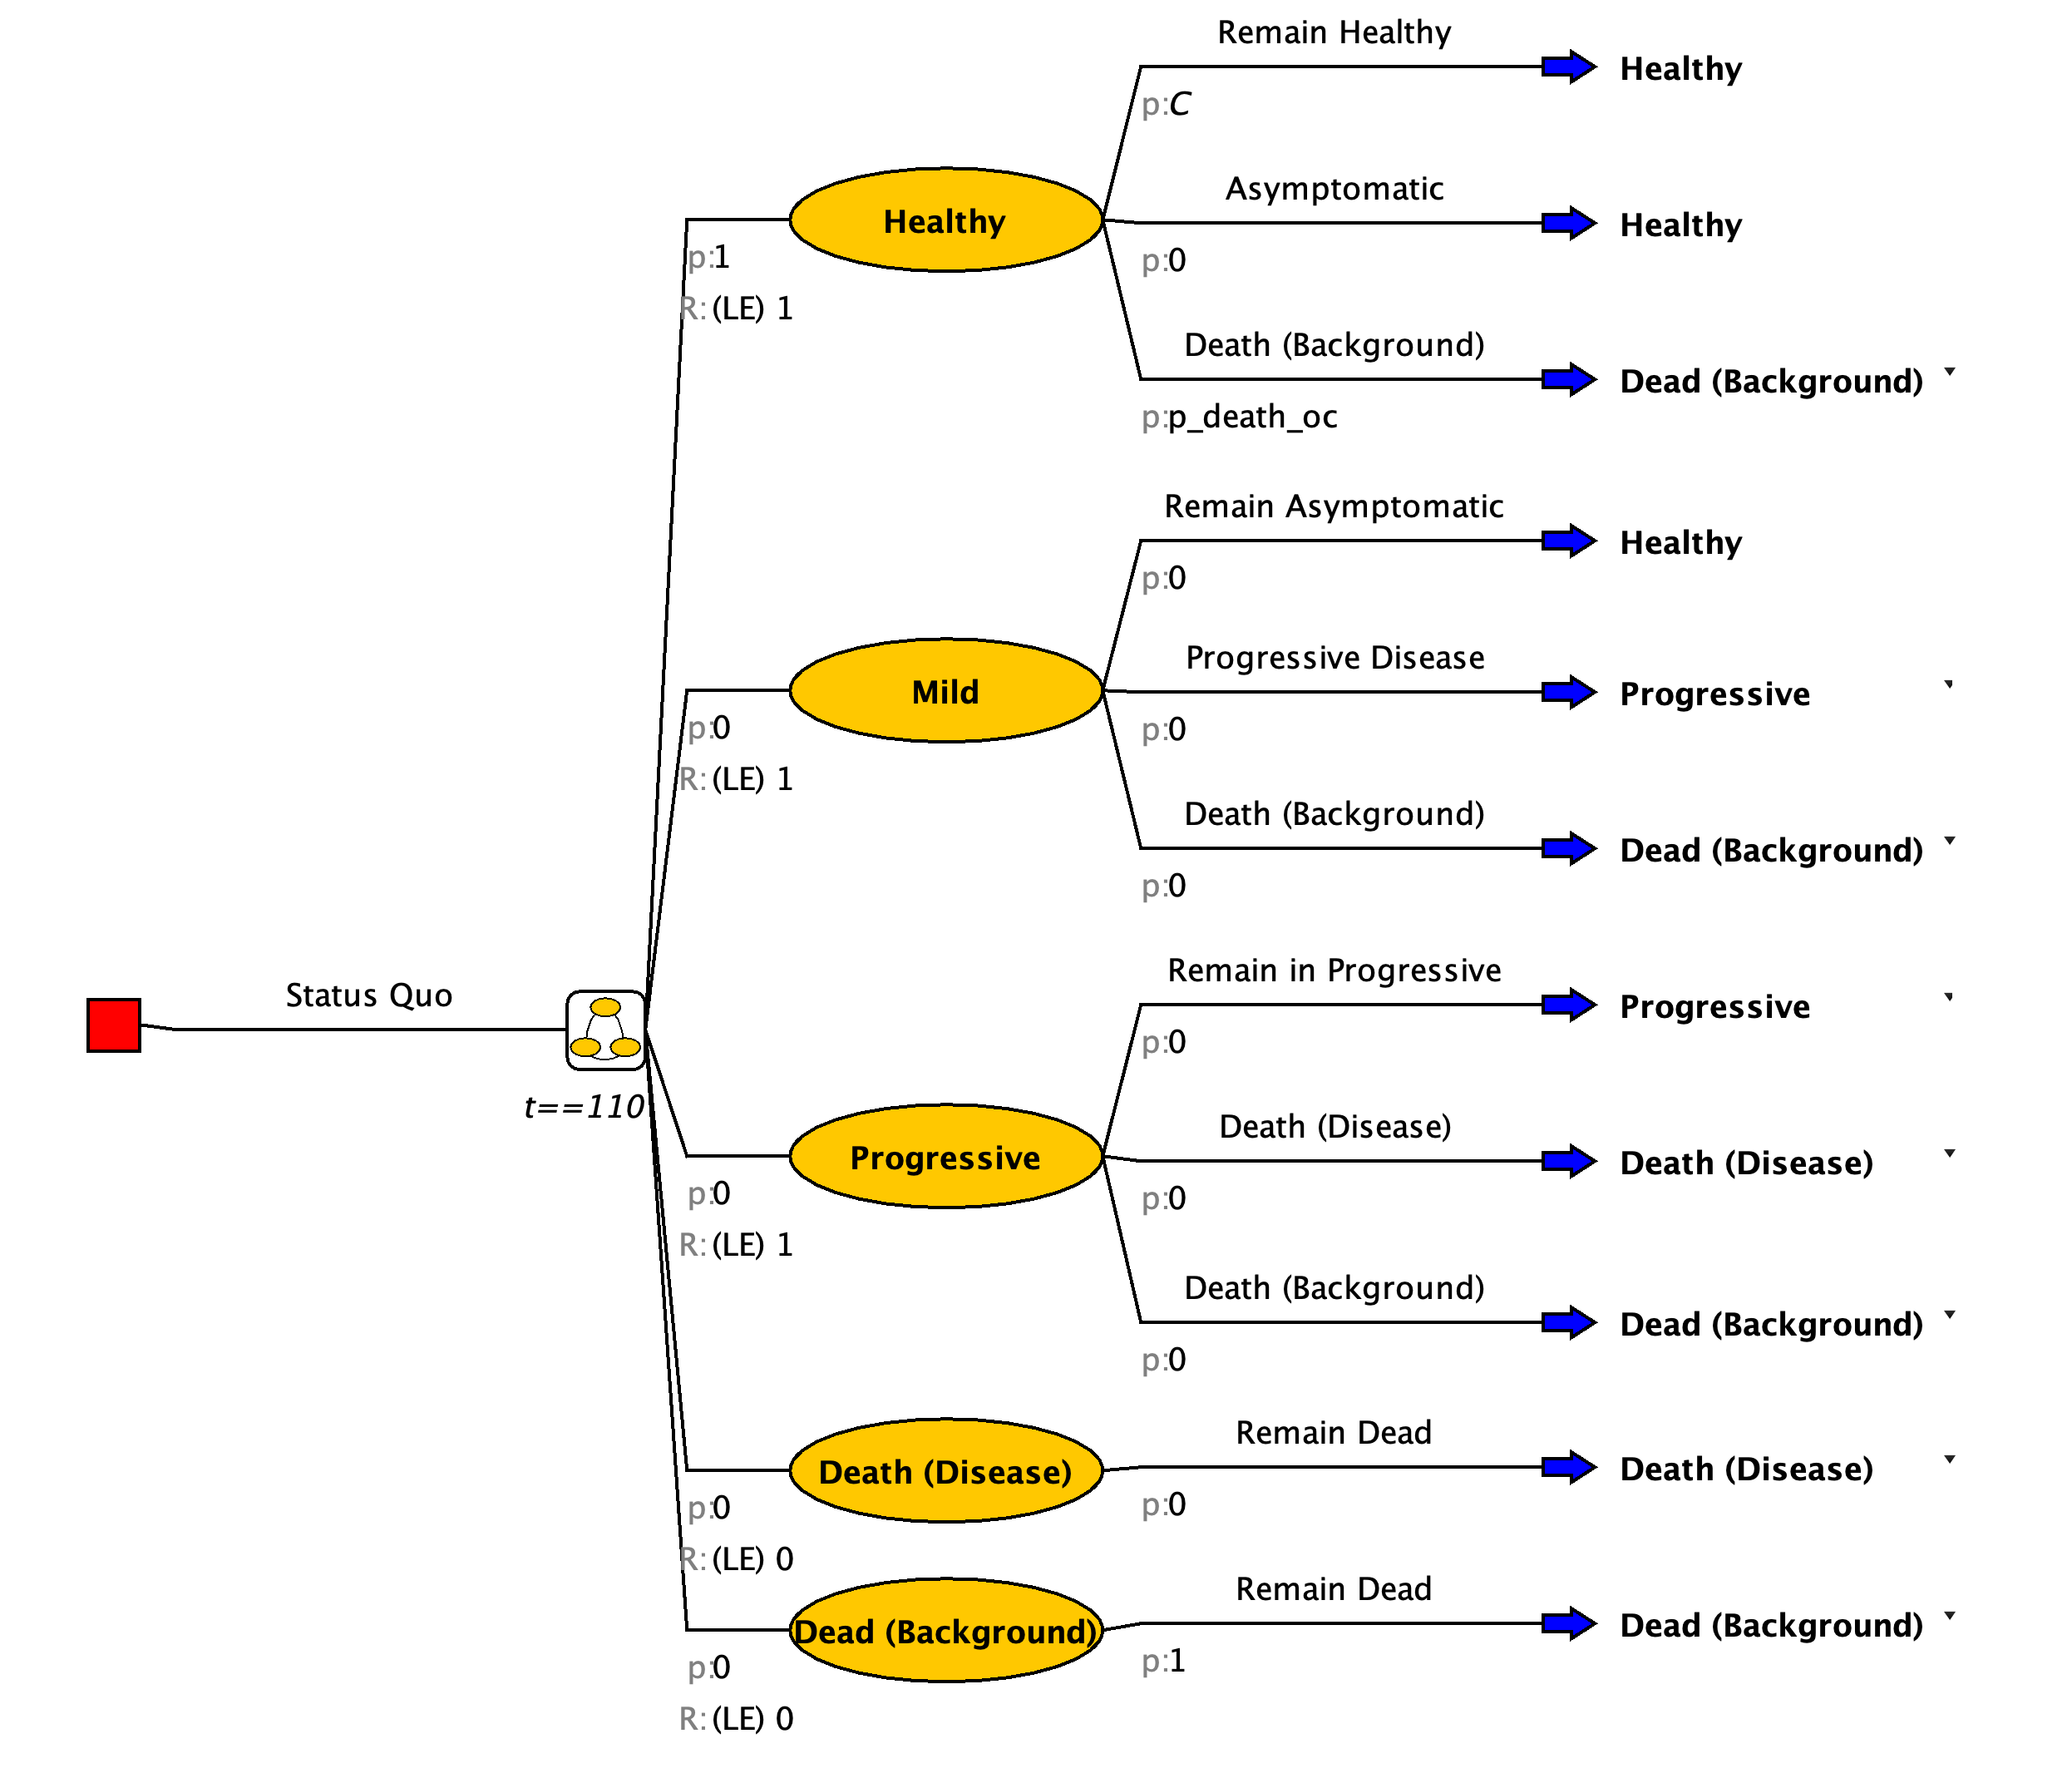 Remain Healthy
Healthy
p:C
Asymptomatic
Healthy
p:0
Healthy
p:1
R:(LE) 1
Death (Background)
Dead (Background)
p:p_death_oc
Remain Asymptomatic
Healthy
p:0
Mild
p:0
R:(LE) 1
Progressive Disease
Progressive
p:0
Death (Background)
Dead (Background)
p:0
Status Quo
t==110
Remain in Progressive
Progressive
p:0
Progressive
p:0
R:(LE) 1
Death (Disease)
Death (Disease)
p:0
Death (Background)
Dead (Background)
p:0
Death (Disease)
p:0
R:(LE) 0
Remain Dead
Death (Disease)
p:0
Dead (Background)
p:0
R:(LE) 0
Remain Dead
Dead (Background)
p:1